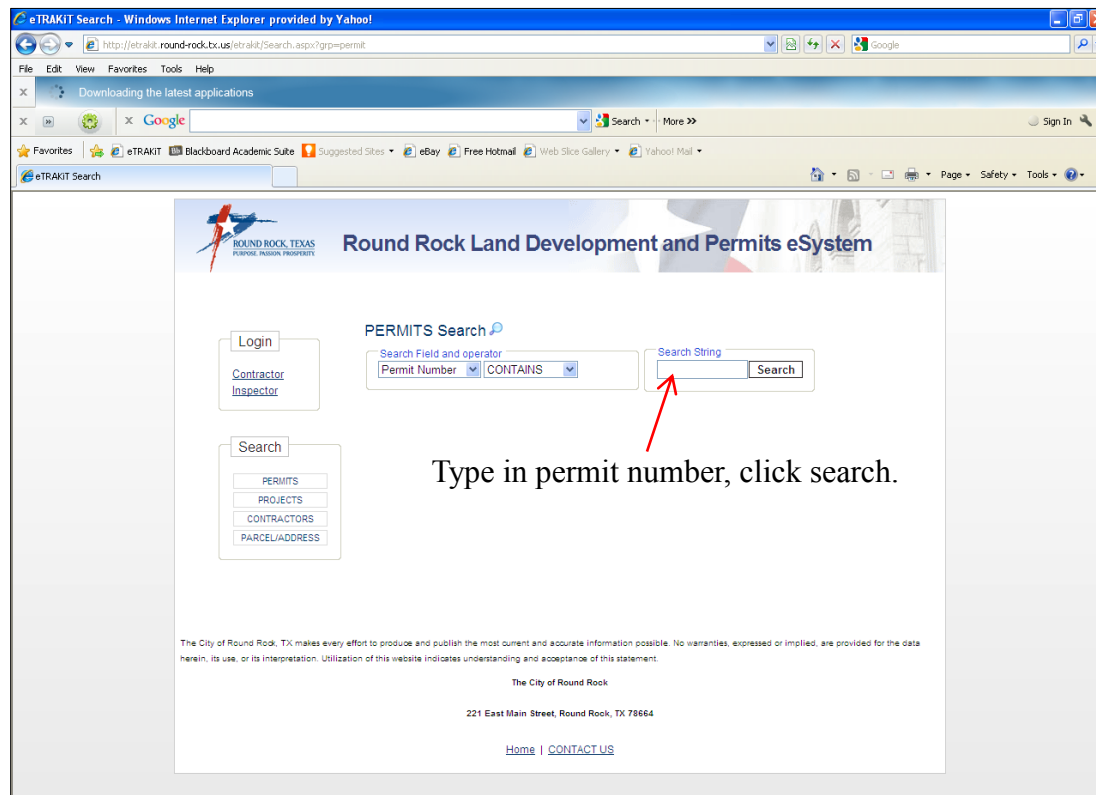 eTRAKiT Search - Windows Internet Explorer provided by Yahoo!
http://etrakit.round-rock.tx.us/etrakit/Search.aspx?grp=permit
Google
File Edit View Favorites Tools Help
x Downloading the latest applications
x x Google Search More >> Sign In
Favorites eTRAKiT Blackboard Academic Suite Suggested Sites eBay Free Hotmail Web Slice Gallery Yahoo! Mail
eTRAKiT Search Page Safety Tools
ROUND ROCK, TEXAS
PURPOSE. PASSION. PROSPERITY.
Round Rock Land Development and Permits eSystem
Login
Contractor
Inspector
PERMITS Search
Search Field and operator
Permit Number CONTAINS
Search String
Search
Type in permit number, click search.
Search
PERMITS
PROJECTS
CONTRACTORS
PARCEL/ADDRESS
The City of Round Rock, TX makes every effort to produce and publish the most current and accurate information possible. No warranties, expressed or implied, are provided for the data
herein, its use, or its interpretation. Utilization of this website indicates understanding and acceptance of this statement.
The City of Round Rock
221 East Main Street, Round Rock, TX 78664
Home | CONTACT US